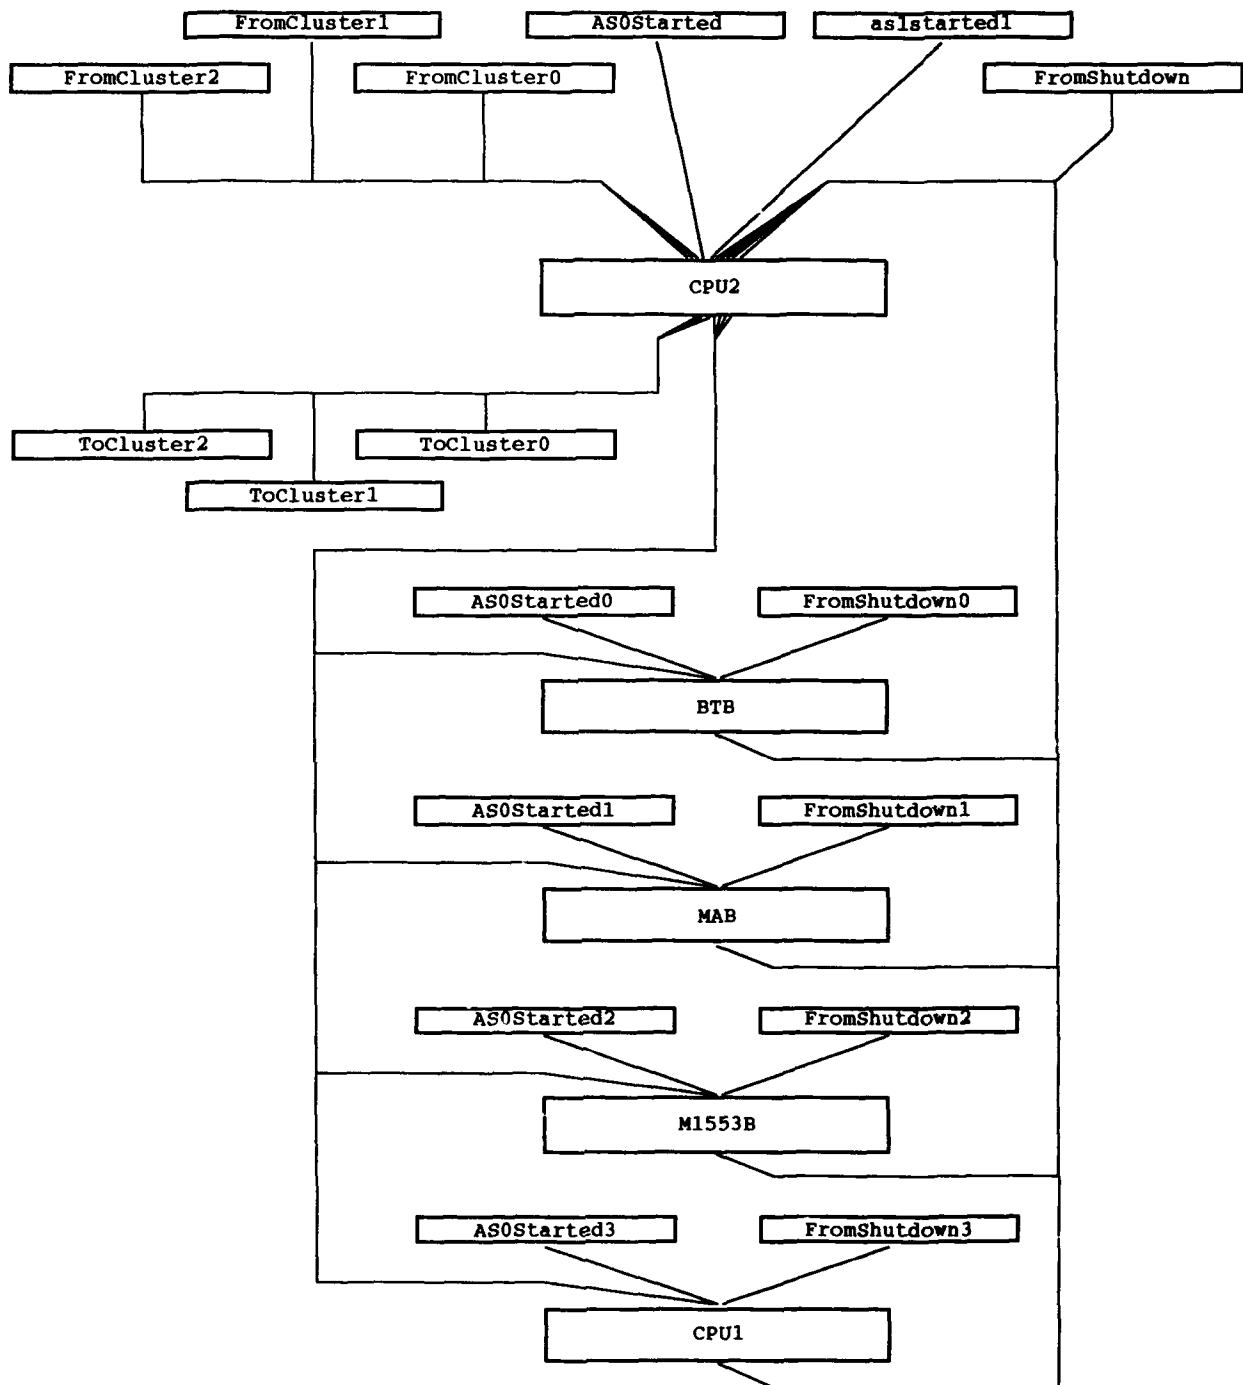 FromCluster1
AS0Started
as1started1
FromCluster2
FromCluster0
FromShutdown
CPU2
ToCluster2
ToCluster0
ToCluster1
AS0Started0
FromShutdown0
BTB
AS0Started1
FromShutdown1
MAB
AS0Started2
FromShutdown2
M1553B
AS0Started3
FromShutdown3
CPU1